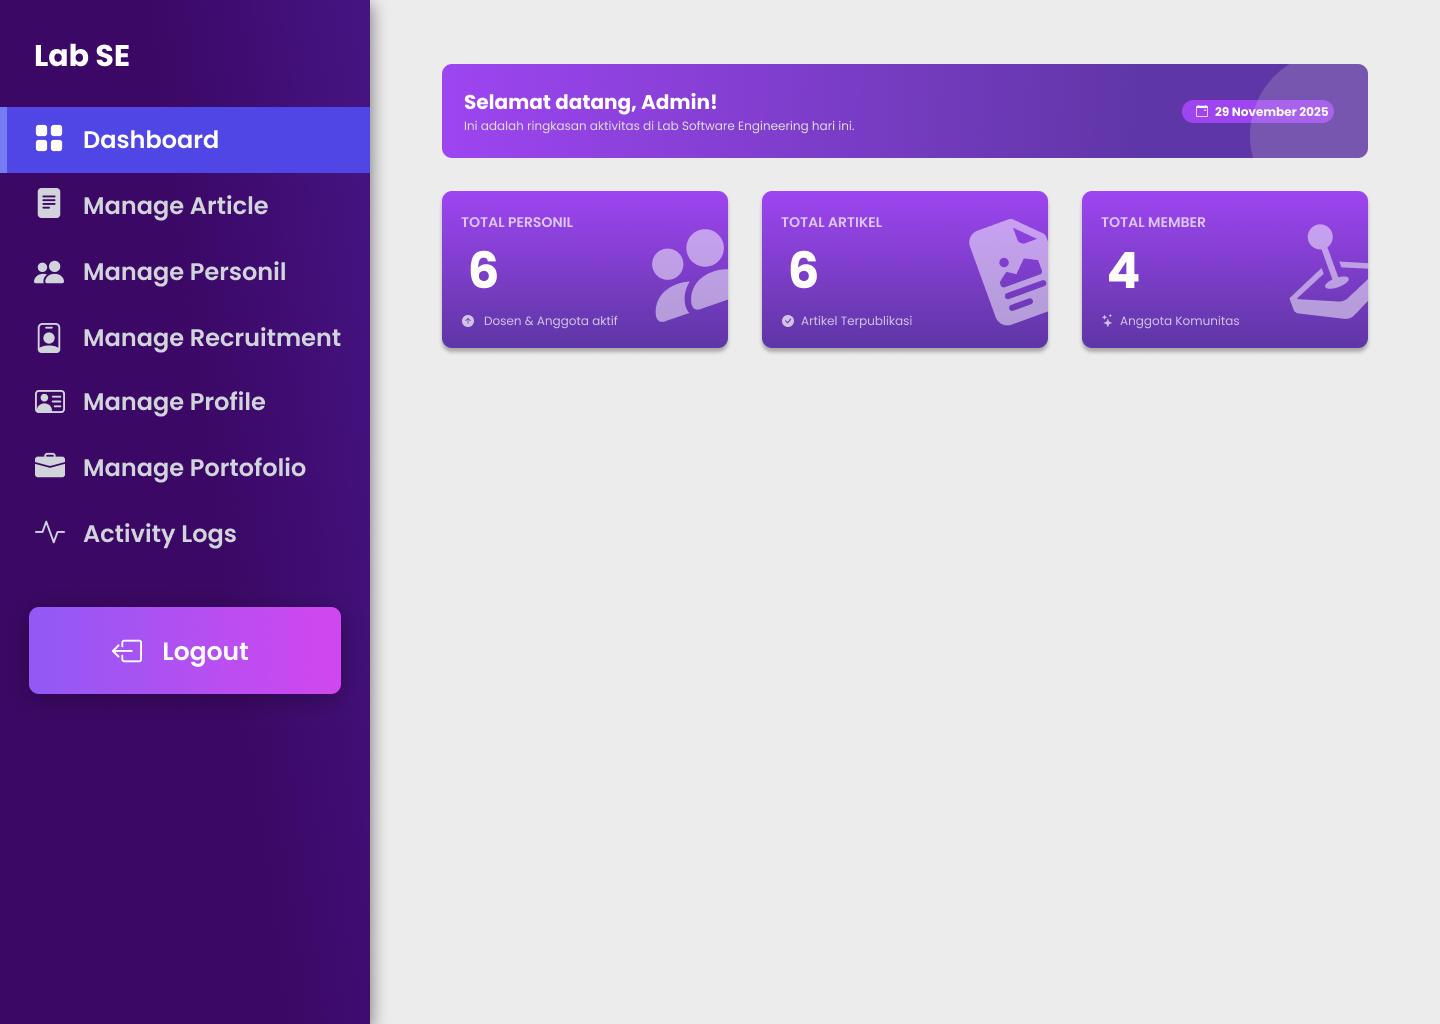 Lab SE
Dashboard
Manage Article
Manage Personil
Manage Recruitment
Manage Profile
Manage Portofolio
Activity Logs
Logout
Selamat datang, Admin!
Ini adalah ringkasan aktivitas di Lab Software Engineering hari ini.
29 November 2025
TOTAL PERSONIL
6
Dosen & Anggota aktif
TOTAL ARTIKEL
6
Artikel Terpublikasi
TOTAL MEMBER
4
Anggota Komunitas